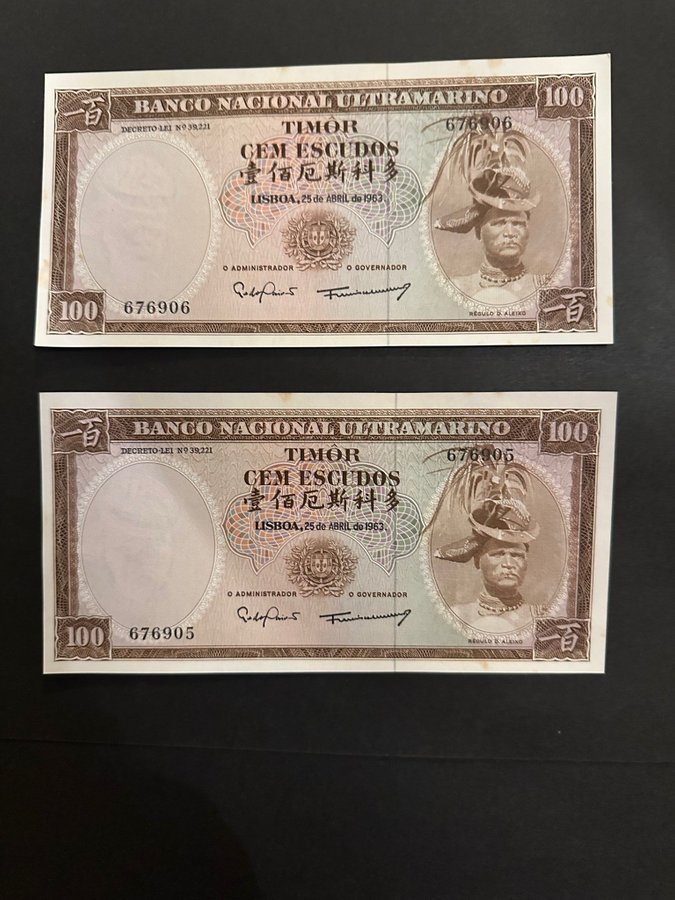 一百 BANCO NACIONAL ULTRAMARINO 100
DECRETO-LEI Nº 39,221
TIMÔR 676906
CEM ESCUDOS
壹佰厄斯科多
LISBOA, 25 de ABRIL de 1963
O ADMINISTRADOR O GOVERNADOR
100 676906
RÉGULO D. ALEIXO
一百
一百 BANCO NACIONAL ULTRAMARINO 100
DECRETO-LEI Nº 39,221
TIMÔR 676905
CEM ESCUDOS
壹佰厄斯科多
LISBOA, 25 de ABRIL de 1963
O ADMINISTRADOR O GOVERNADOR
100 676905
RÉGULO D. ALEIXO
一百